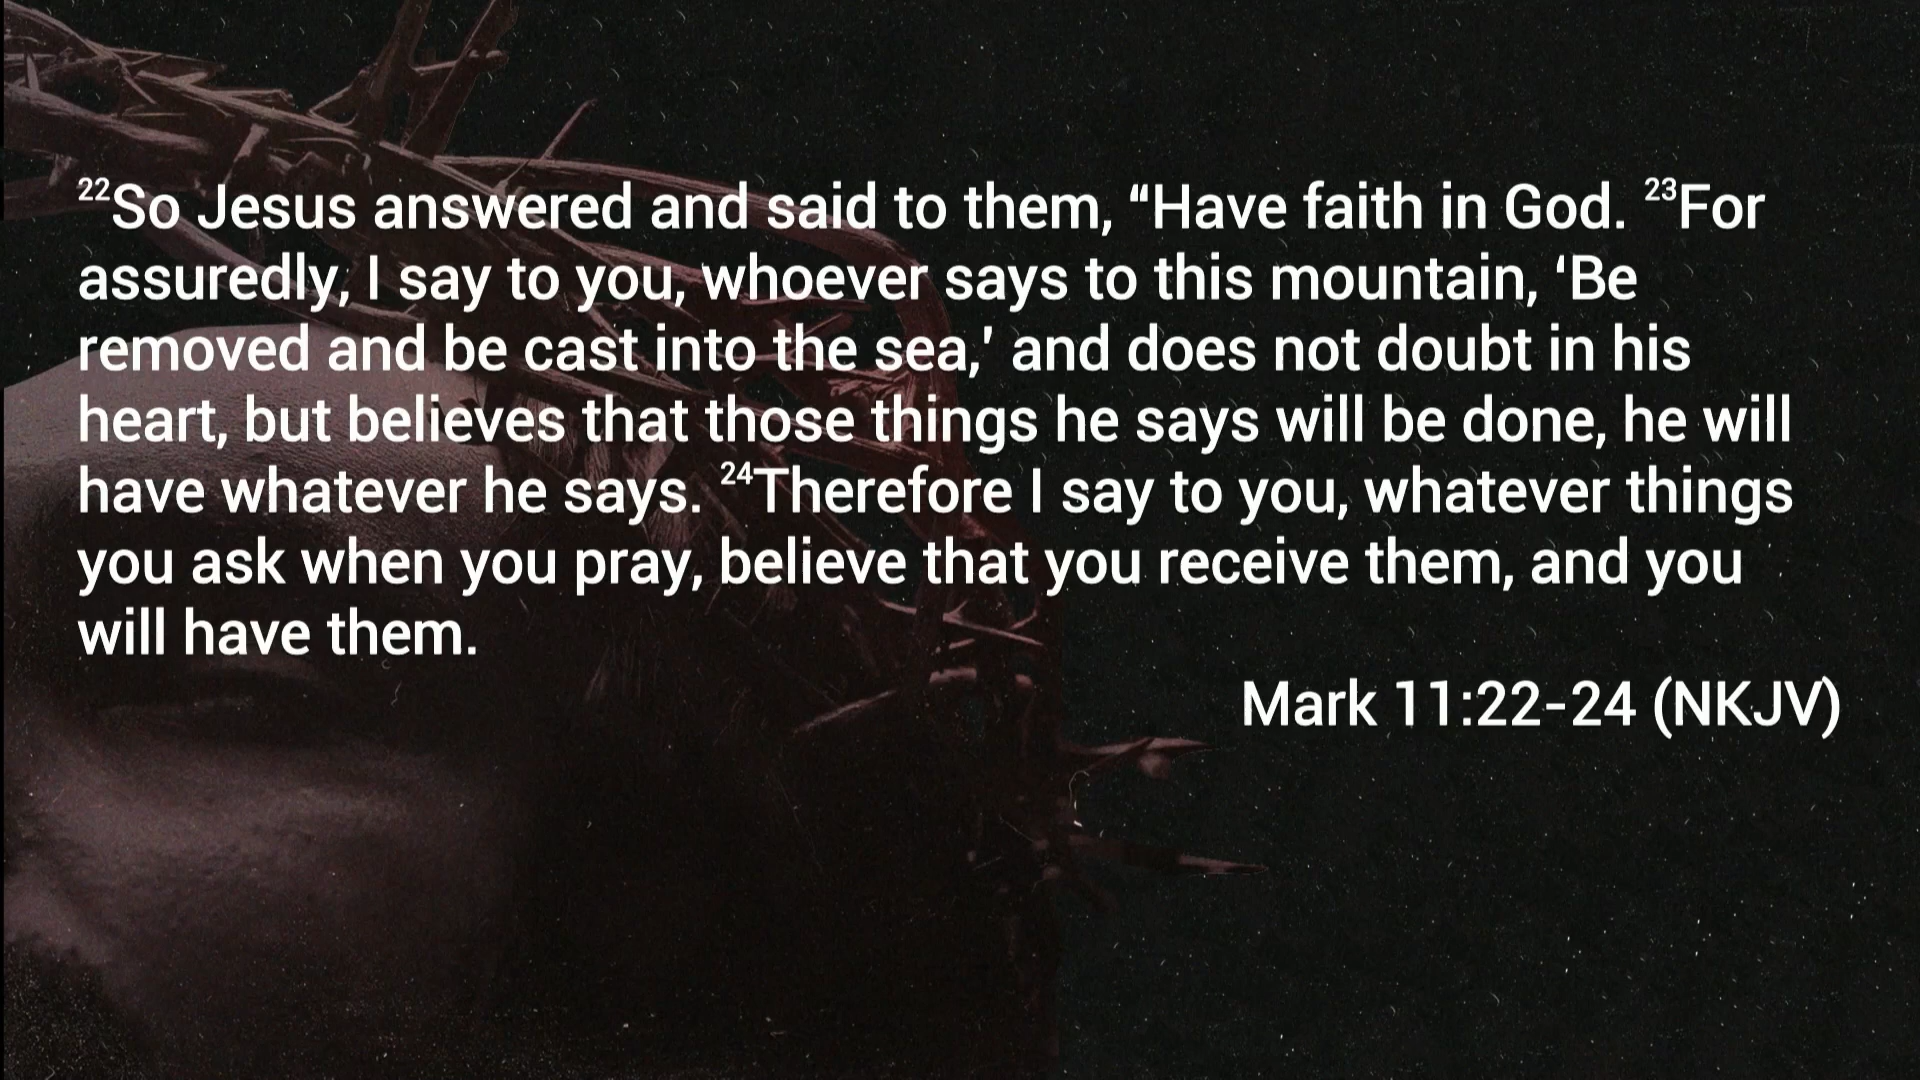 ²²So Jesus answered and said to them, “Have faith in God. ²³For
assuredly, I say to you, whoever says to this mountain, ‘Be
removed and be cast into the sea,’ and does not doubt in his
heart, but believes that those things he says will be done, he will
have whatever he says. ²⁴Therefore I say to you, whatever things
you ask when you pray, believe that you receive them, and you
will have them.
Mark 11:22-24 (NKJV)